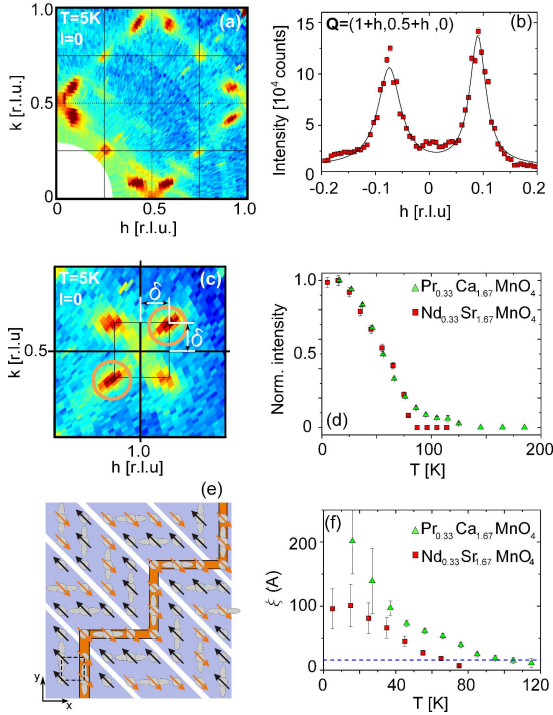 T=5K
l=0
(a)
k [r.l.u.]
1.0
0.5
0
0
0.5
1.0
h [r.l.u.]
Q=(1+h,0.5+h ,0)
(b)
Intensity [10⁴ counts]
15
10
5
-0.2
-0.1
0
0.1
0.2
h [r.l.u]
T=5K
l=0
(c)
δ
δ
k [r.l.u.]
0.5
1.0
h [r.l.u]
Norm. intensity
1.0
0.5
0
Pr0.33Ca1.67MnO4
Nd0.33Sr1.67MnO4
(d)
0
50
100
150
200
T [K]
(e)
y
x
(f)
Pr0.33Ca1.67MnO4
Nd0.33Sr1.67MnO4
ξ (A)
200
100
0
0
40
80
120
T [K]
160